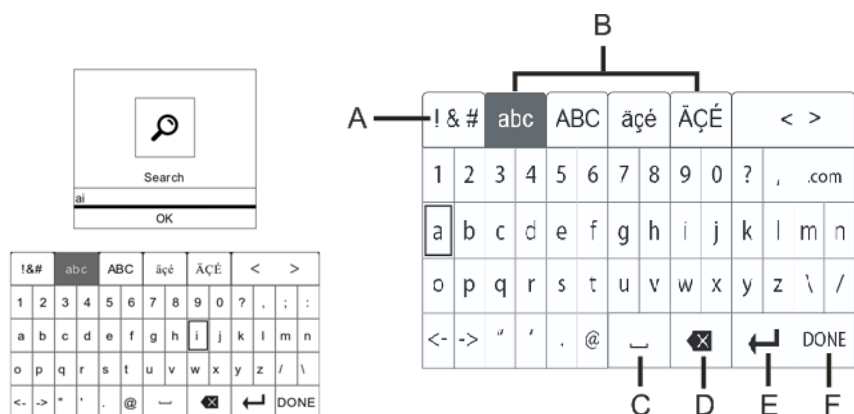 Search
ai
OK
!&# abc ABC äçé ÄÇÉ < >
1 2 3 4 5 6 7 8 9 0 ? , ; :
a b c d e f g h i j k l m n
o p q r s t u v w x y z / \
<- -> " ' . @ DONE
B
A
! & # abc ABC äçé ÄÇÉ < >
1 2 3 4 5 6 7 8 9 0 ? , .com
a b c d e f g h i j k l m n
o p q r s t u v w x y z \ /
<- -> " ' . @ DONE
C D E F